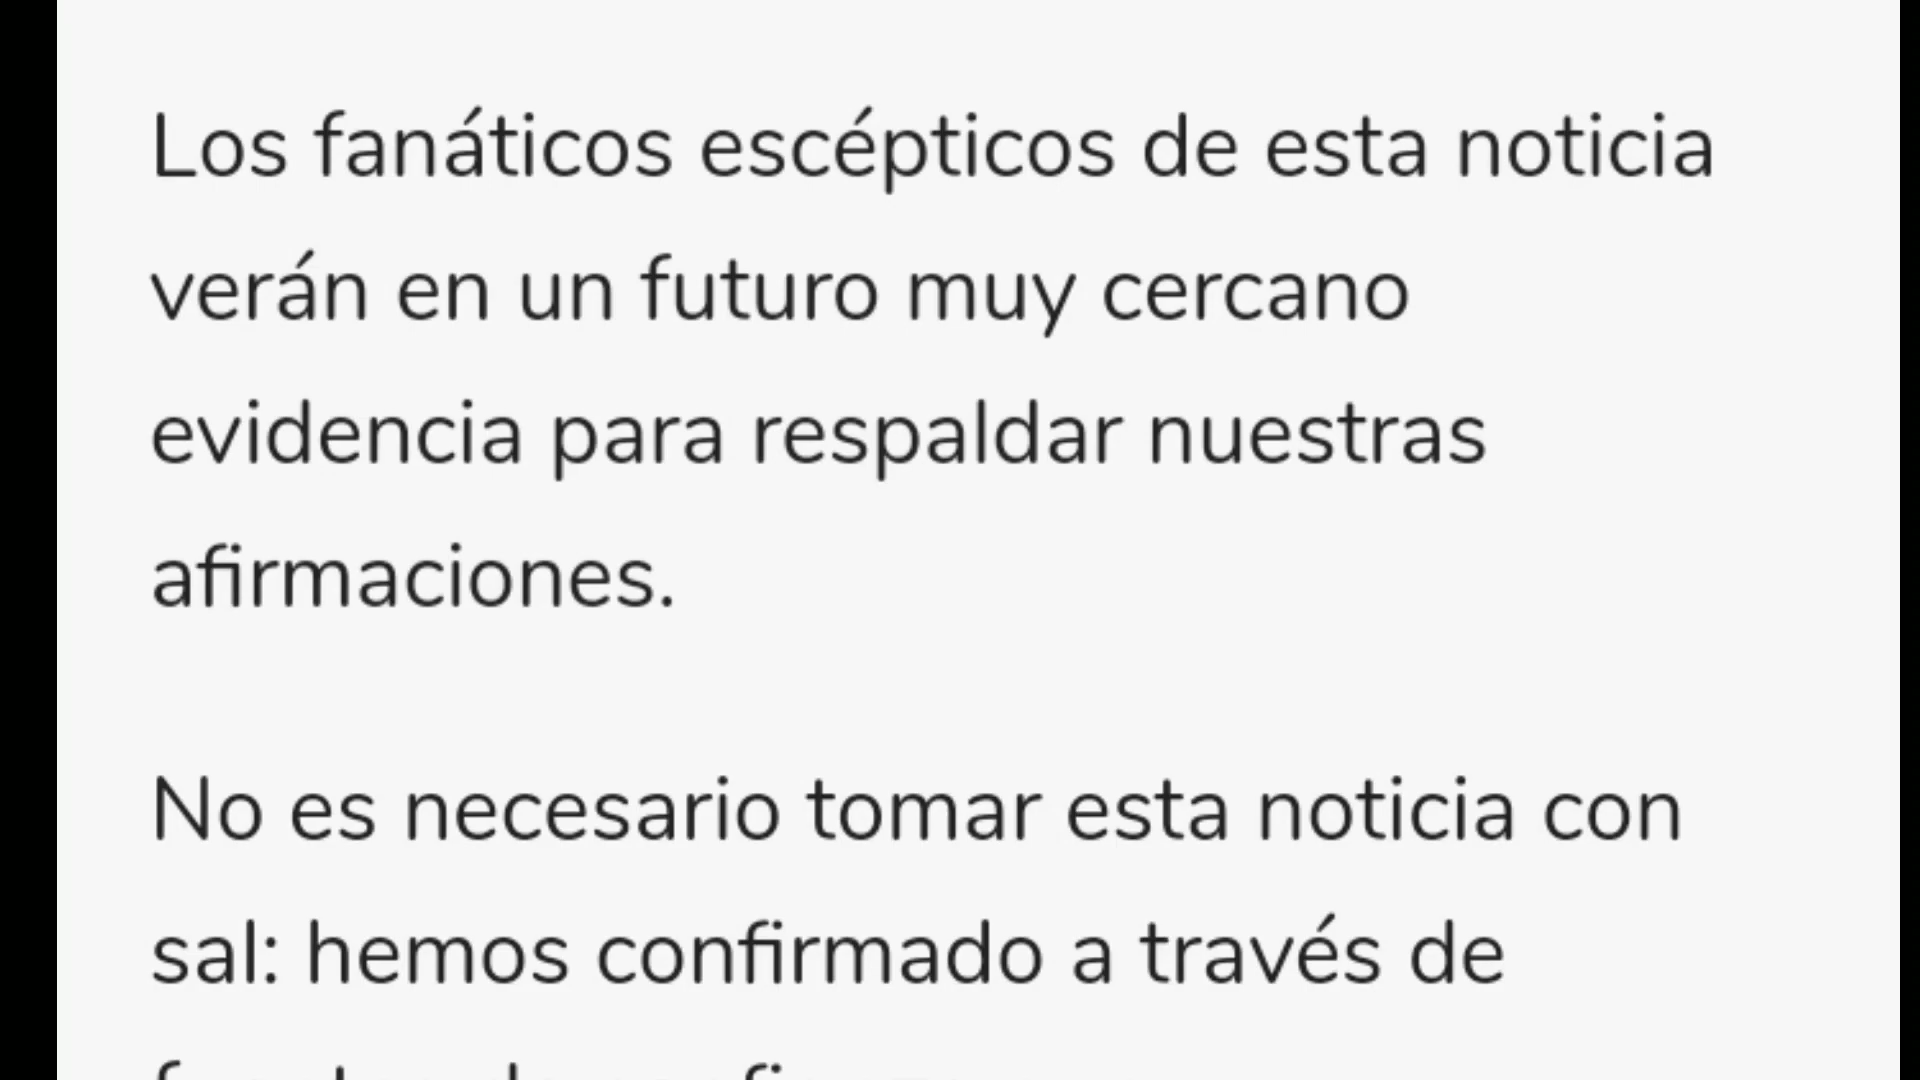 Los fanáticos escépticos de esta noticia
verán en un futuro muy cercano
evidencia para respaldar nuestras
afirmaciones.
No es necesario tomar esta noticia con
sal: hemos confirmado a través de